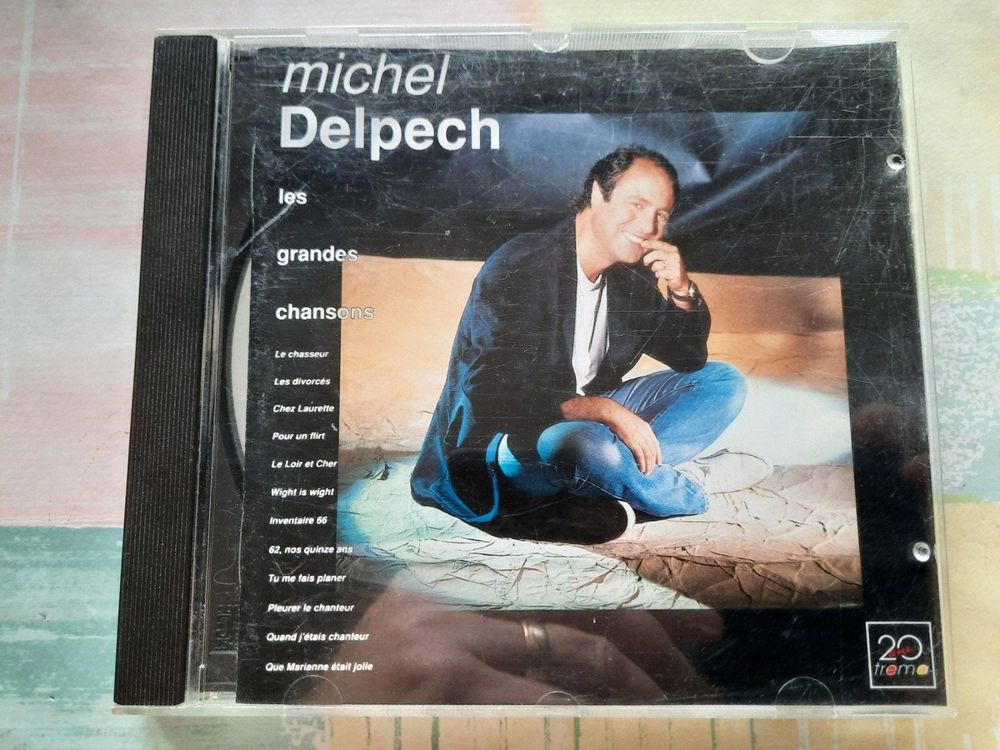 michel
Delpech
les
grandes
chansons
Le chasseur
Les divorcés
Chez Laurette
Pour un flirt
Le Loir et Cher
Wight is wight
Inventaire 66
62, nos quinze ans
Tu me fais planer
Pleurer le chanteur
Quand j'étais chanteur
Que Marianne était jolie
20
ans
trema